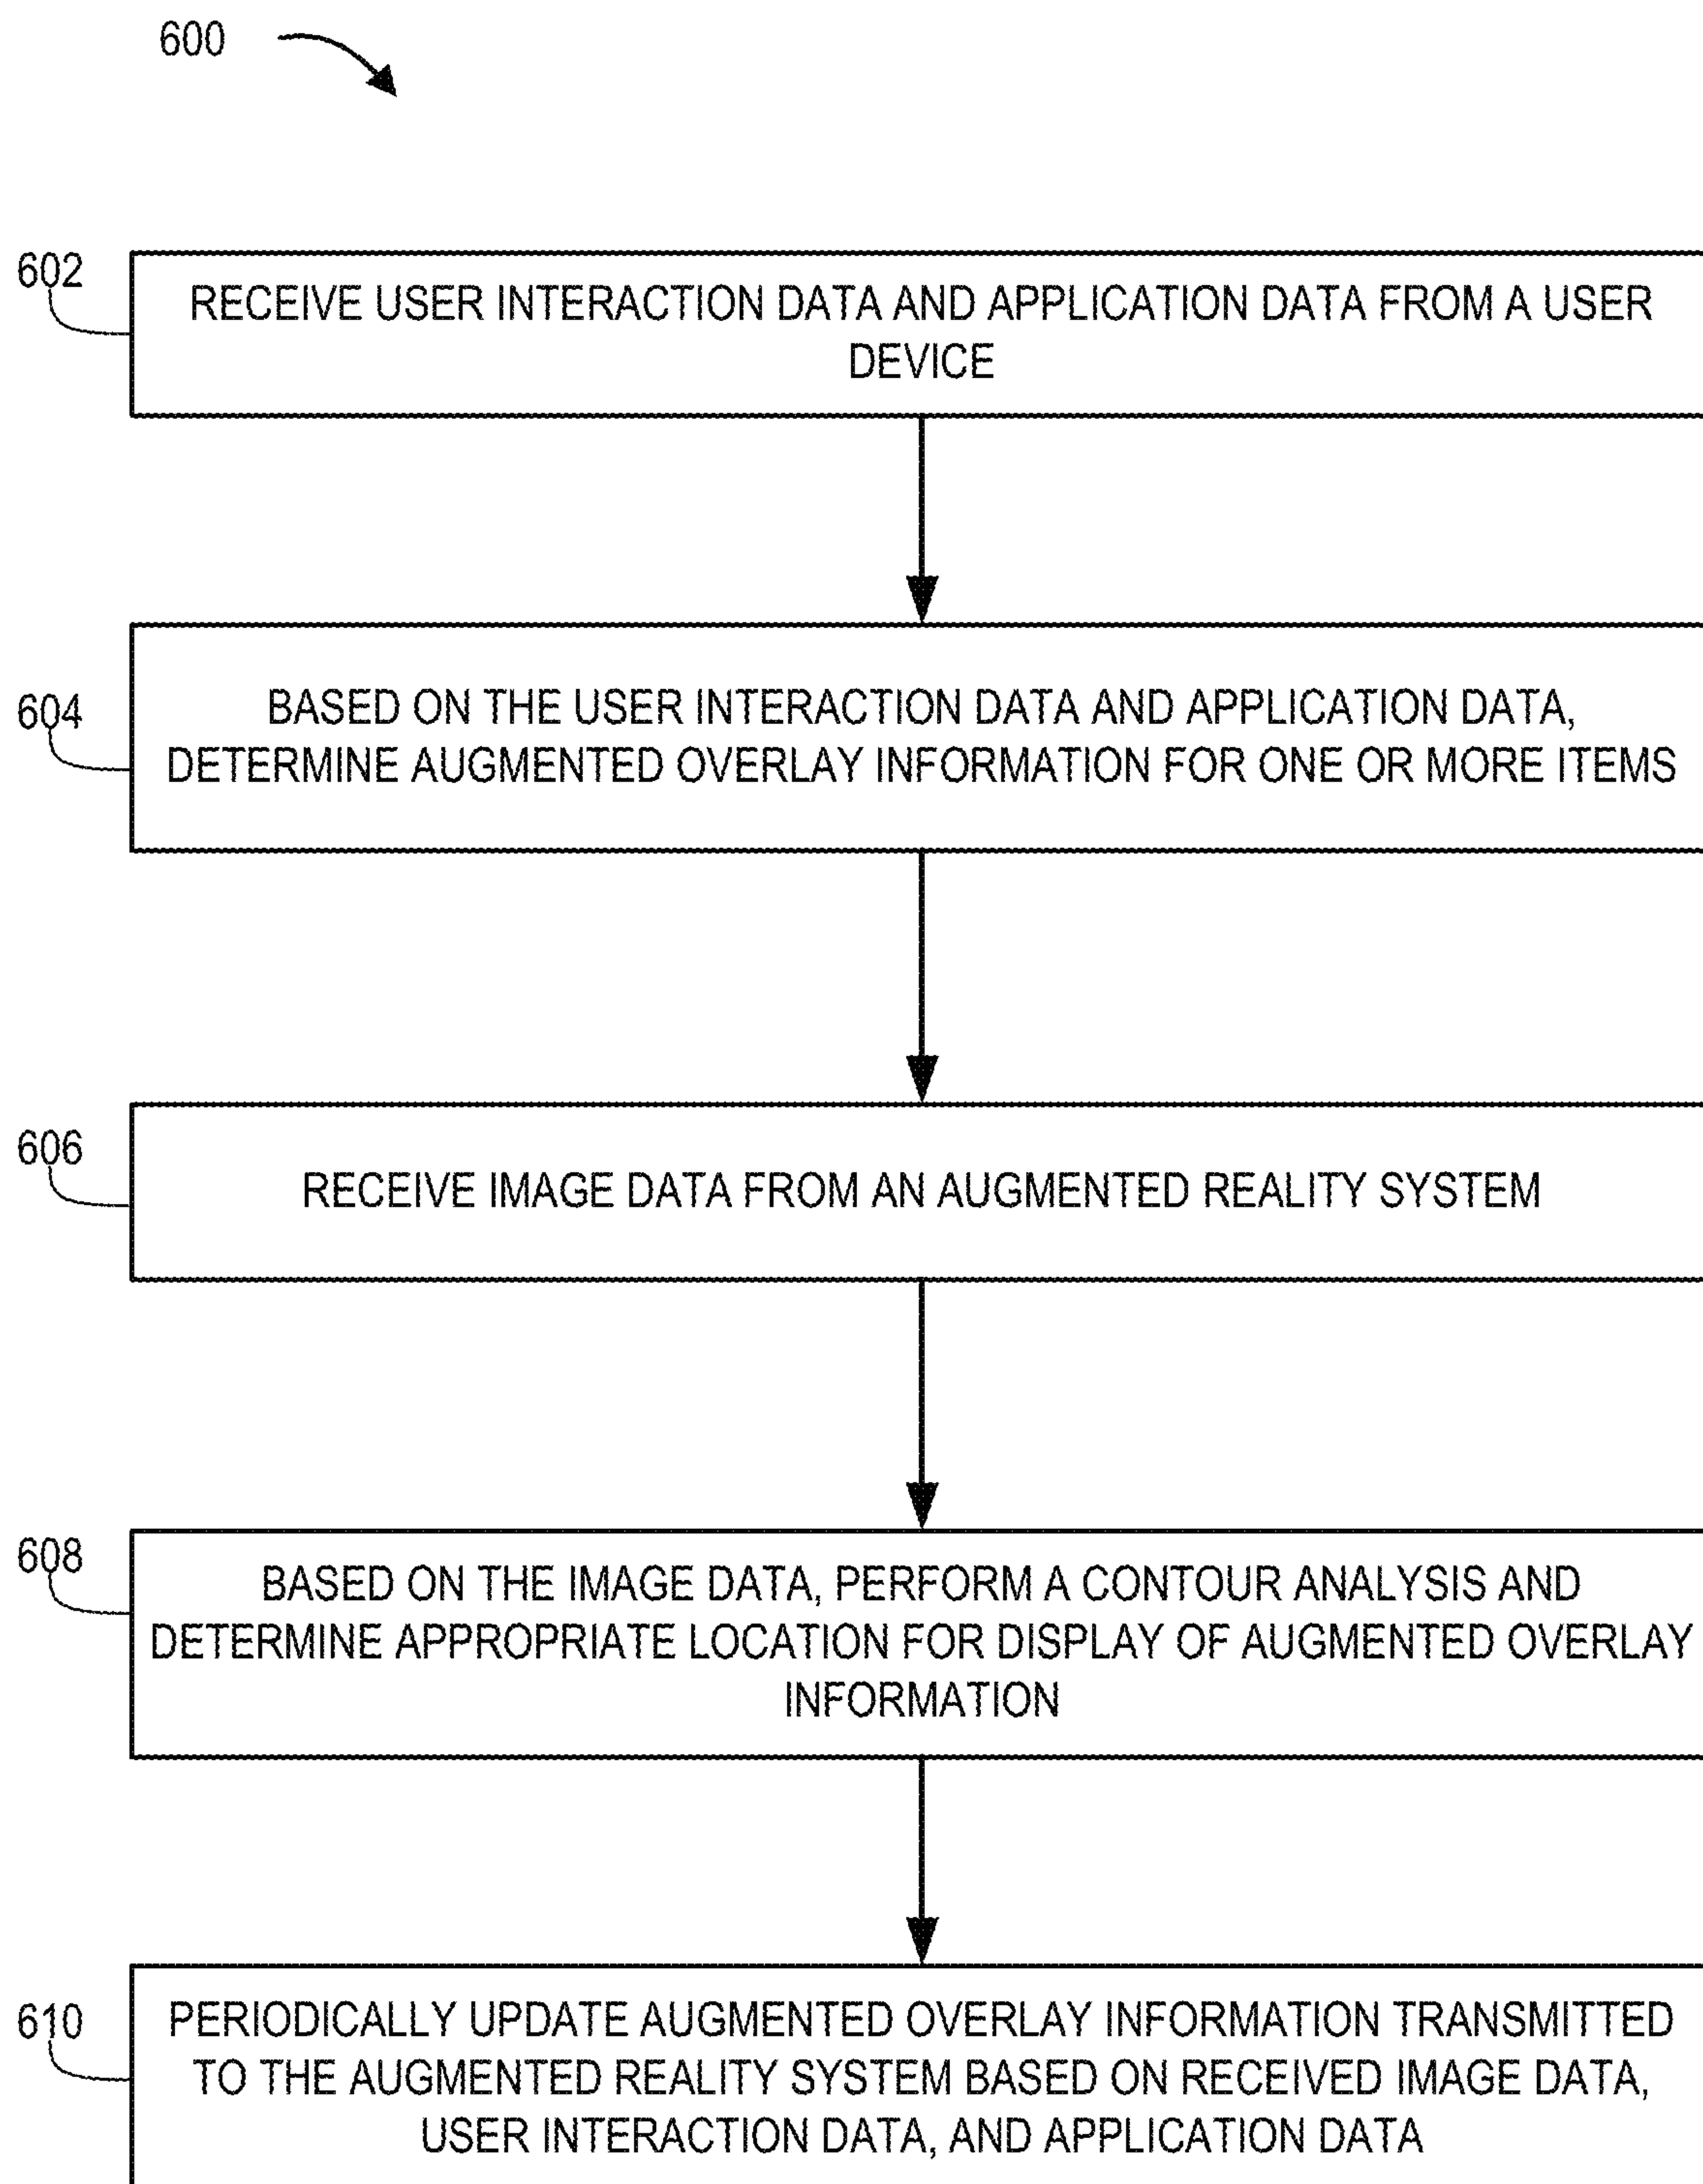 600
602
RECEIVE USER INTERACTION DATA AND APPLICATION DATA FROM A USER
DEVICE
604
BASED ON THE USER INTERACTION DATA AND APPLICATION DATA,
DETERMINE AUGMENTED OVERLAY INFORMATION FOR ONE OR MORE ITEMS
606
RECEIVE IMAGE DATA FROM AN AUGMENTED REALITY SYSTEM
608
BASED ON THE IMAGE DATA, PERFORM A CONTOUR ANALYSIS AND
DETERMINE APPROPRIATE LOCATION FOR DISPLAY OF AUGMENTED OVERLAY
INFORMATION
610
PERIODICALLY UPDATE AUGMENTED OVERLAY INFORMATION TRANSMITTED
TO THE AUGMENTED REALITY SYSTEM BASED ON RECEIVED IMAGE DATA,
USER INTERACTION DATA, AND APPLICATION DATA